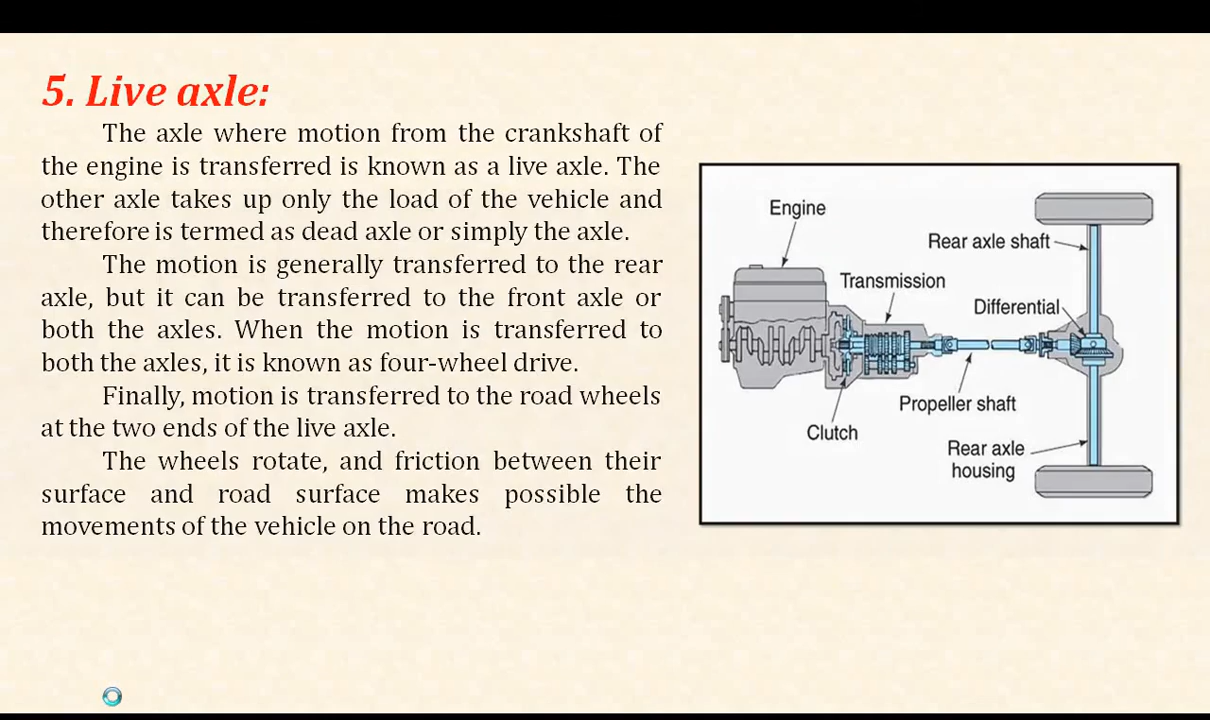 5. Live axle:
The axle where motion from the crankshaft of
the engine is transferred is known as a live axle. The
other axle takes up only the load of the vehicle and
therefore is termed as dead axle or simply the axle.
The motion is generally transferred to the rear
axle, but it can be transferred to the front axle or
both the axles. When the motion is transferred to
both the axles, it is known as four-wheel drive.
Finally, motion is transferred to the road wheels
at the two ends of the live axle.
The wheels rotate, and friction between their
surface and road surface makes possible the
movements of the vehicle on the road.
Engine
Rear axle shaft
Transmission
Differential
Propeller shaft
Clutch
Rear axle
housing